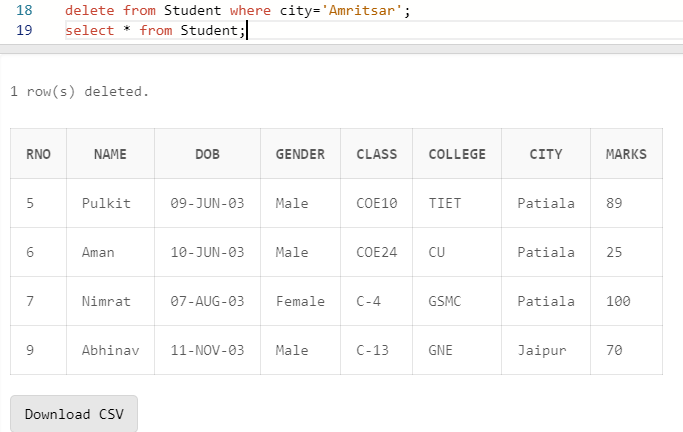 18 delete from Student where city='Amritsar';
19 select * from Student;
1 row(s) deleted.
RNO NAME DOB GENDER CLASS COLLEGE CITY MARKS
5 Pulkit 09-JUN-03 Male COE10 TIET Patiala 89
6 Aman 10-JUN-03 Male COE24 CU Patiala 25
7 Nimrat 07-AUG-03 Female C-4 GSMC Patiala 100
9 Abhinav 11-NOV-03 Male C-13 GNE Jaipur 70
Download CSV